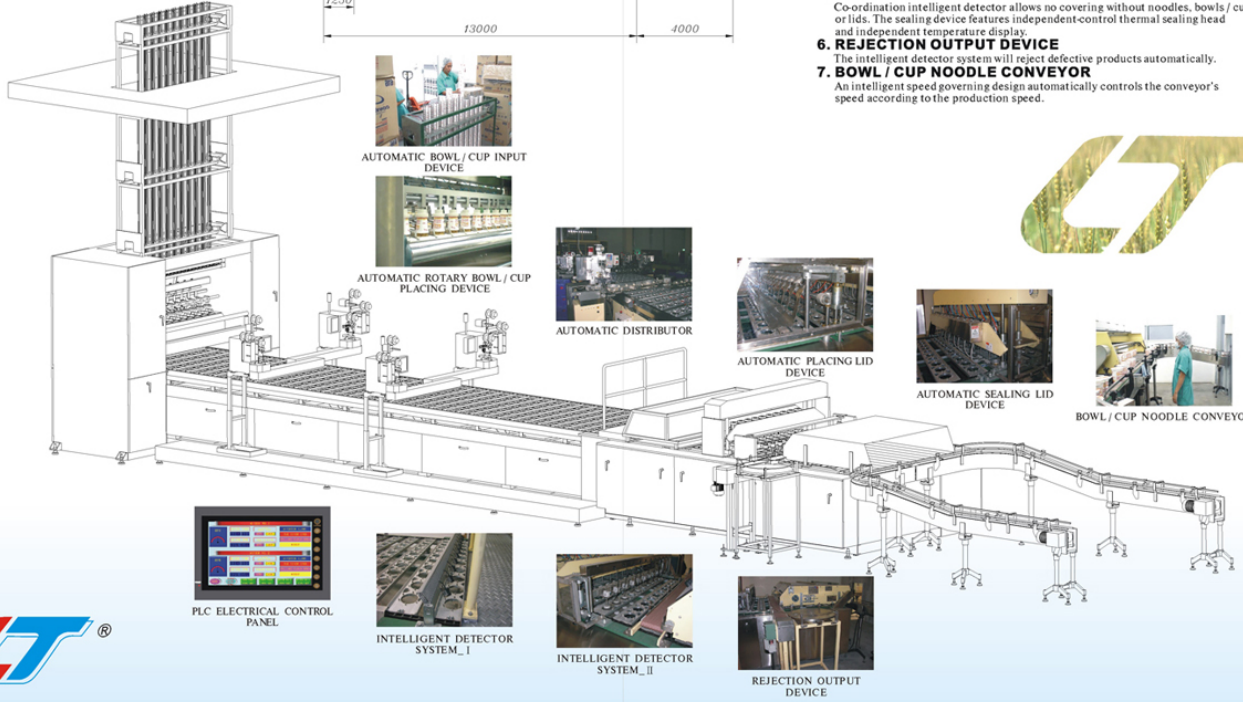 1250
13000
4000
Co-ordination intelligent detector allows no covering without noodles, bowls / cu
or lids. The sealing device features independent-control thermal sealing head
and independent temperature display.
6. REJECTION OUTPUT DEVICE
The intelligent detector system will reject defective products automatically.
7. BOWL / CUP NOODLE CONVEYOR
An intelligent speed governing design automatically controls the conveyor's
speed according to the production speed.
AUTOMATIC BOWL / CUP INPUT
DEVICE
AUTOMATIC ROTARY BOWL / CUP
PLACING DEVICE
AUTOMATIC DISTRIBUTOR
AUTOMATIC PLACING LID
DEVICE
AUTOMATIC SEALING LID
DEVICE
BOWL / CUP NOODLE CONVEYO
PLC ELECTRICAL CONTROL
PANEL
INTELLIGENT DETECTOR
SYSTEM_I
INTELLIGENT DETECTOR
SYSTEM_II
REJECTION OUTPUT
DEVICE
CT
T ®